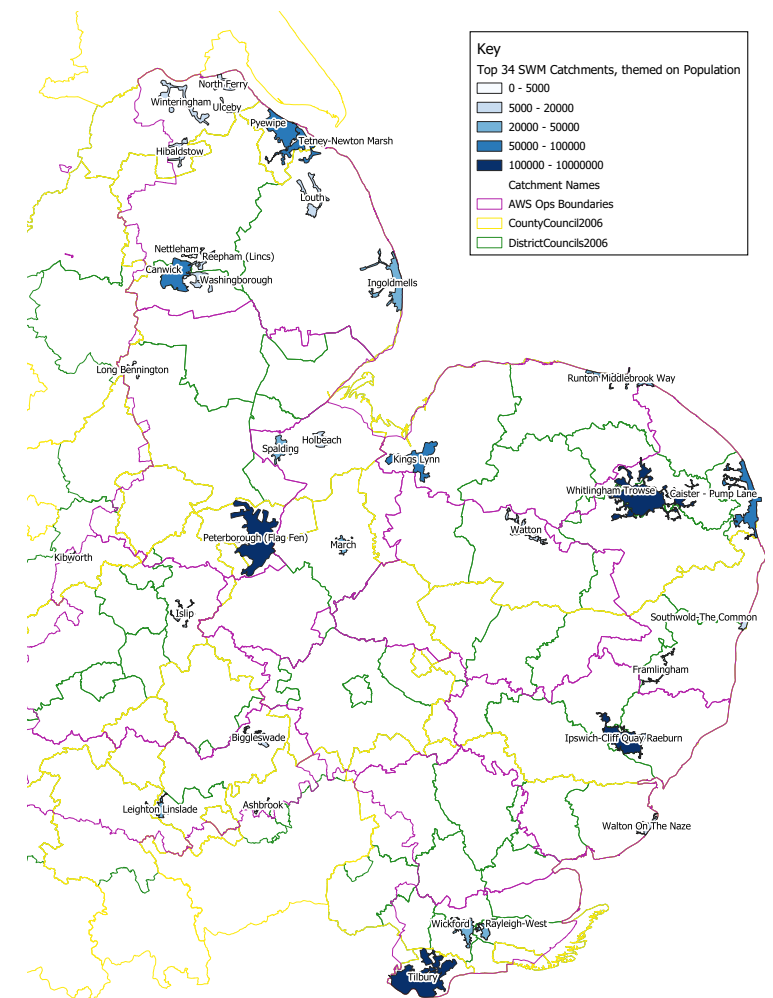 Key
Top 34 SWM Catchments, themed on Population
0 - 5000
5000 - 20000
20000 - 50000
50000 - 100000
100000 - 10000000
Catchment Names
AWS Ops Boundaries
CountyCouncil2006
DistrictCouncils2006
North Ferry
Winteringham
Ulceby
Pyewipe
Tetney-Newton Marsh
Hibaldstow
Louth
Nettleham
Reepham (Lincs)
Canwick
Washingborough
Ingoldmells
Long Bennington
Runton Middlebrook Way
Holbeach
Spalding
Kings Lynn
Whitlingham Trowse
Caister - Pump Lane
Watton
Peterborough (Flag Fen)
March
Kibworth
Islip
Southwold-The Common
Framlingham
Biggleswade
Ipswich-Cliff Quay Raeburn
Leighton Linslade
Ashbrook
Walton On The Naze
Wickford
Rayleigh-West
Tilbury